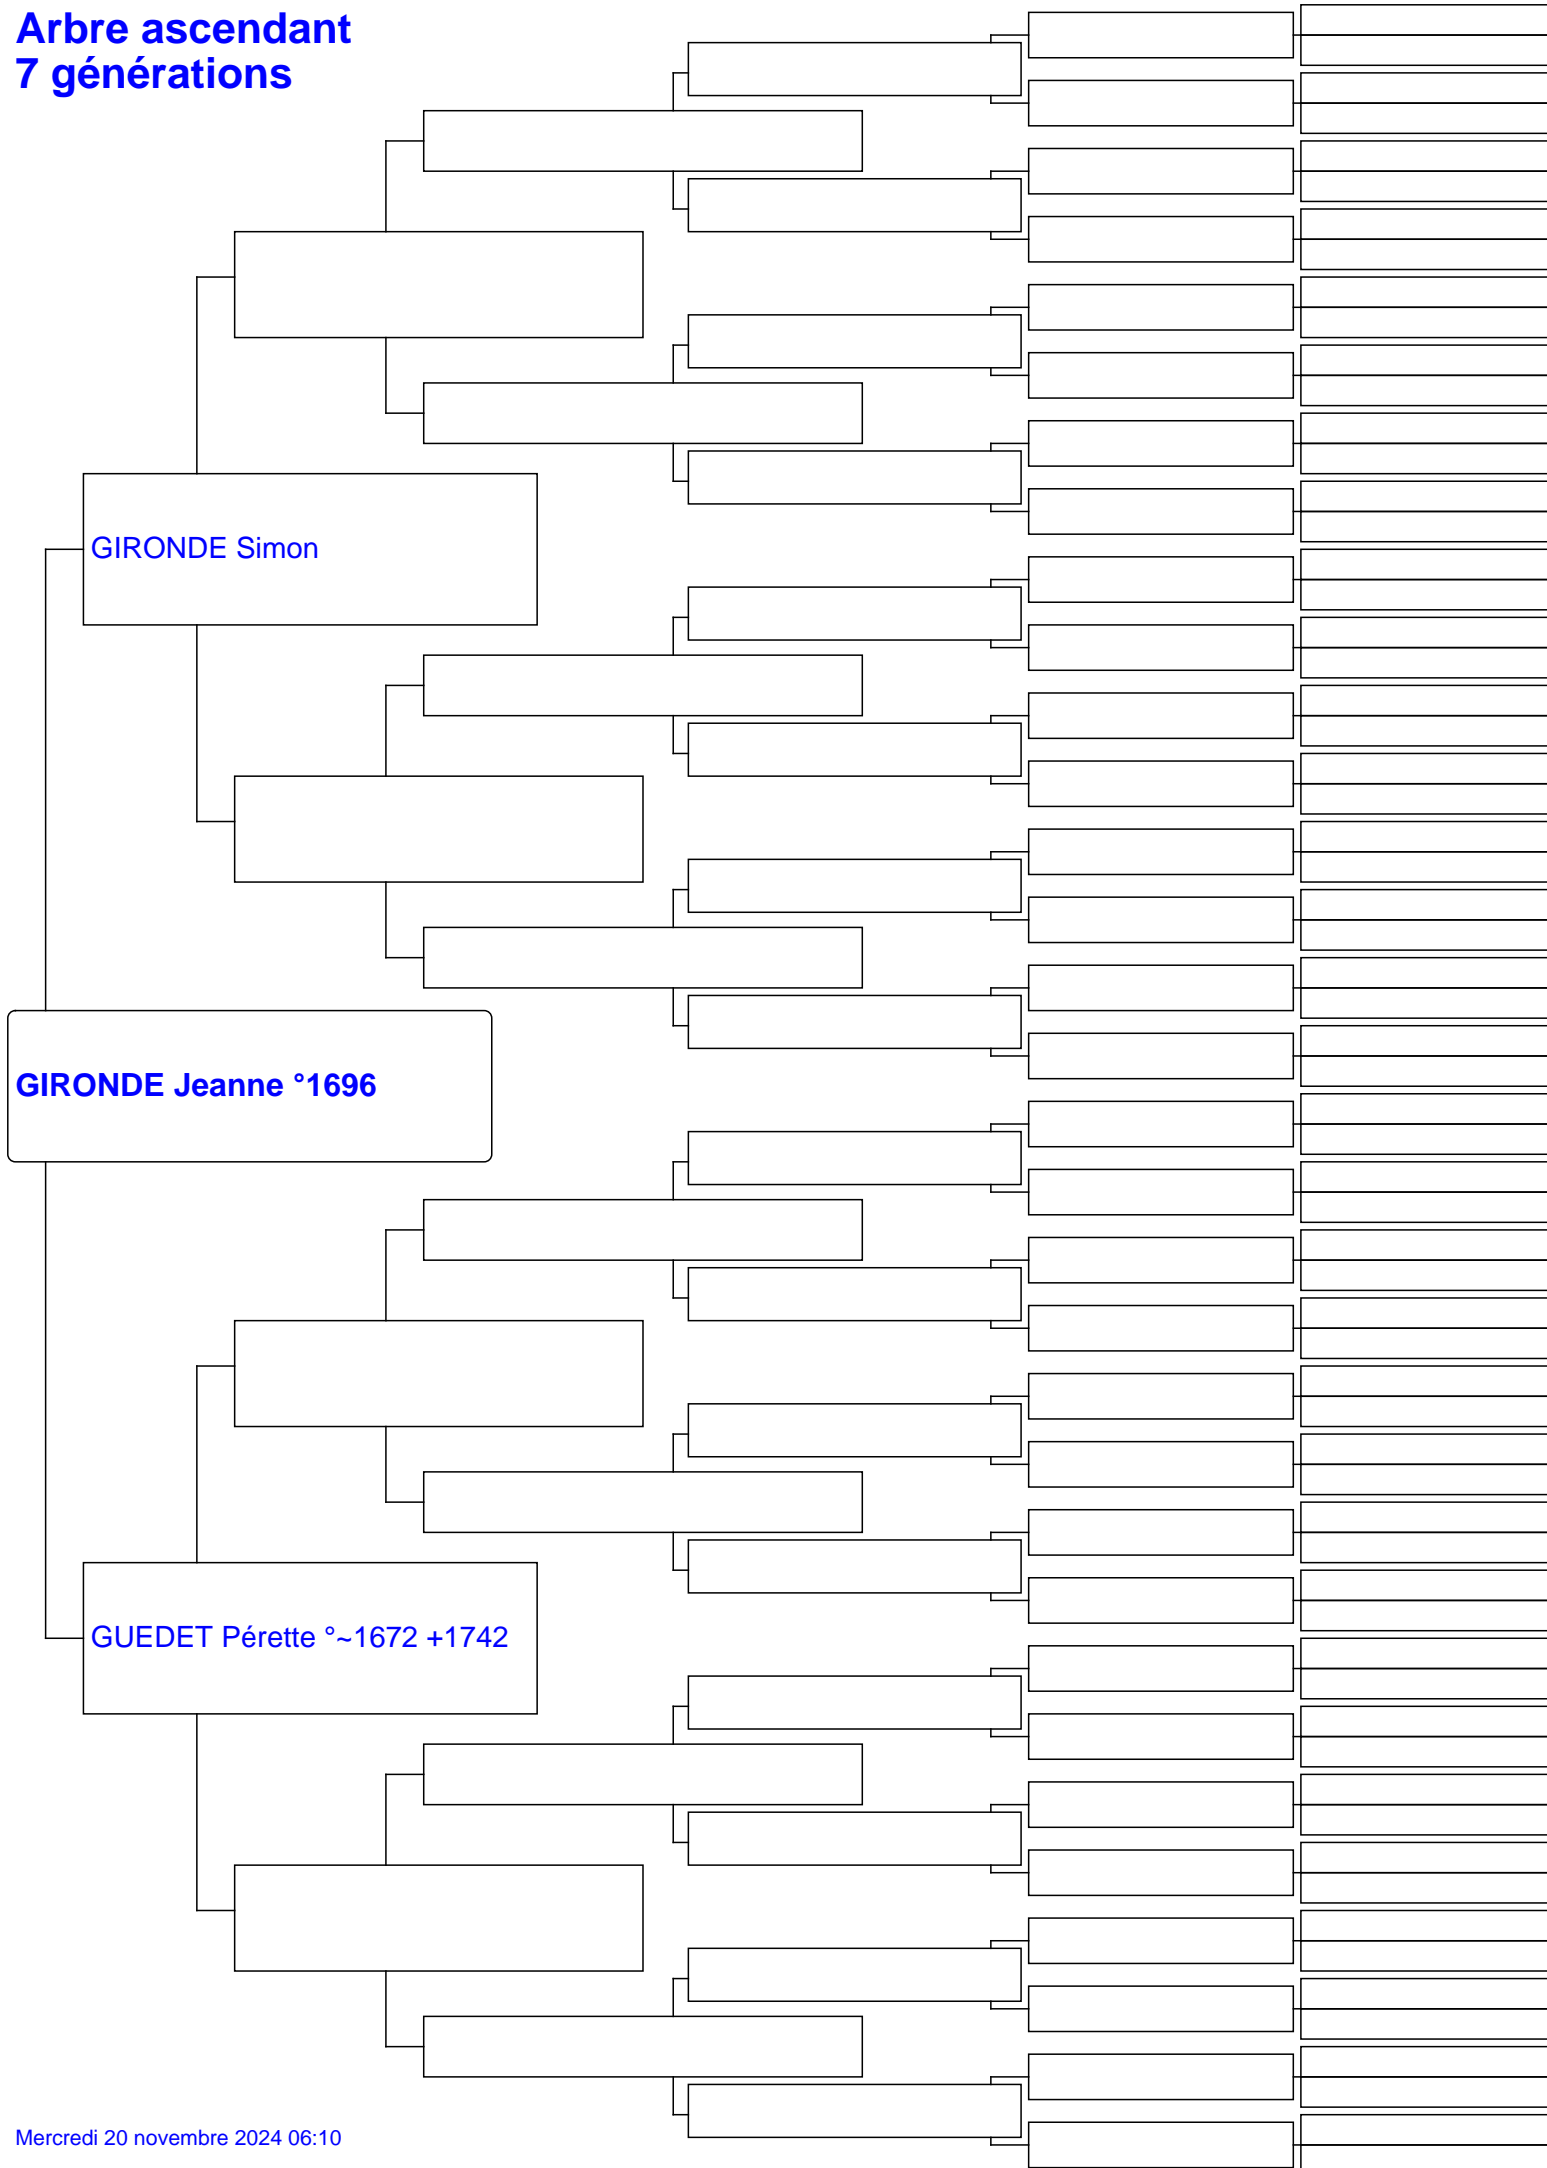 Arbre ascendant
7 générations
GIRONDE Simon
GIRONDE Jeanne °1696
GUEDET Pérette °~1672 +1742
Mercredi 20 novembre 2024 06:10